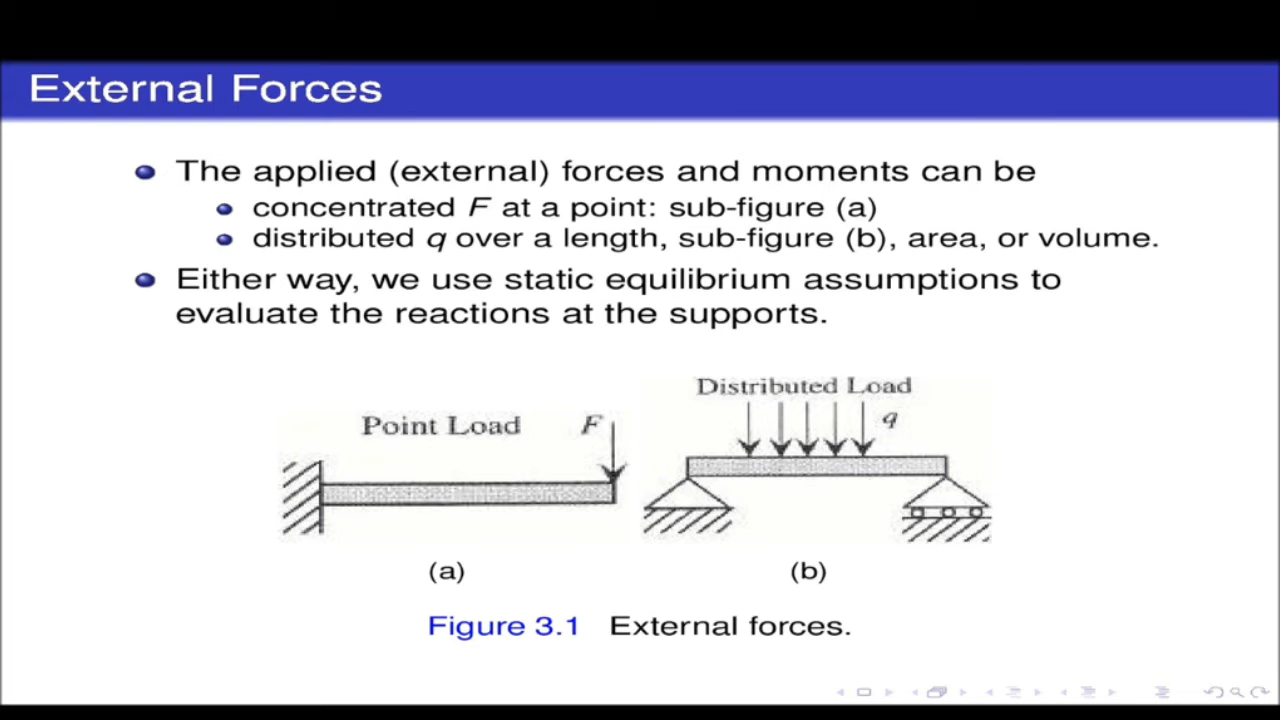 External Forces
The applied (external) forces and moments can be
concentrated F at a point: sub-figure (a)
distributed q over a length, sub-figure (b), area, or volume.
Either way, we use static equilibrium assumptions to
evaluate the reactions at the supports.
Point Load F
Distributed Load
q
(a)
(b)
Figure 3.1 External forces.